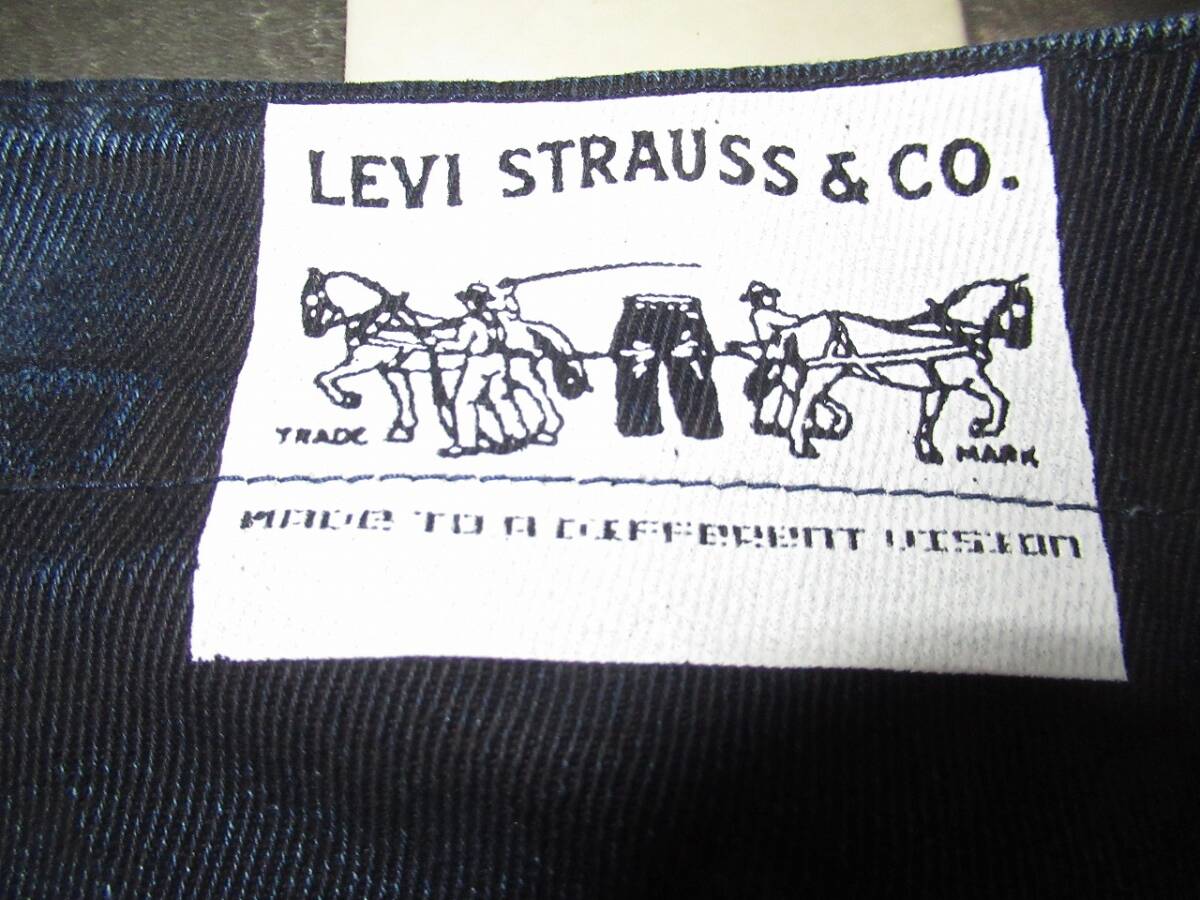 LEVI STRAUSS & CO.
TRADE MARK
MADE TO A DIFFERENT VISION